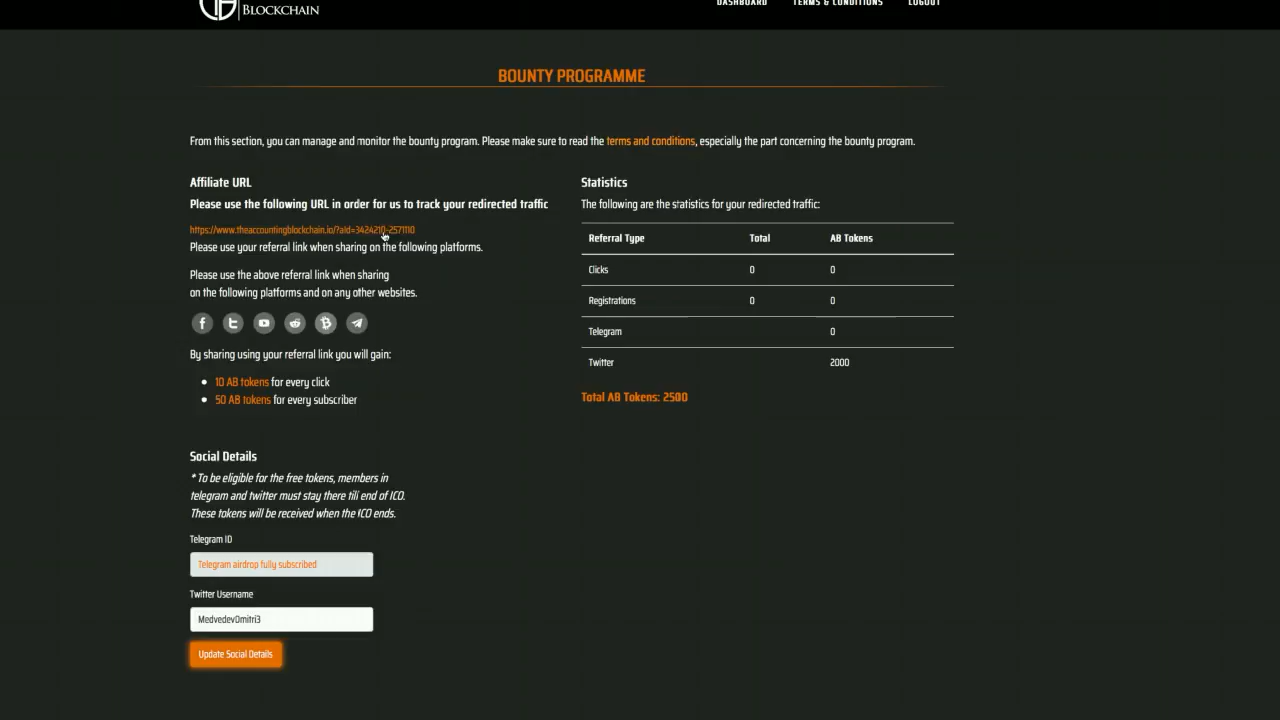 BLOCKCHAIN
DASHBOARD TERMS & CONDITIONS LOGOUT
BOUNTY PROGRAMME
From this section, you can manage and monitor the bounty program. Please make sure to read the terms and conditions, especially the part concerning the bounty program.
Affiliate URL
Please use the following URL in order for us to track your redirected traffic
https://www.theaccountingblockchain.io/?aId=3424210-2571110
Please use your referral link when sharing on the following platforms.
Please use the above referral link when sharing
on the following platforms and on any other websites.
By sharing using your referral link you will gain:
10 AB tokens for every click
50 AB tokens for every subscriber
Statistics
The following are the statistics for your redirected traffic:
Referral Type Total AB Tokens
Clicks 0 0
Registrations 0 0
Telegram 0
Twitter 2000
Total AB Tokens: 2500
Social Details
* To be eligible for the free tokens, members in
telegram and twitter must stay there till end of ICO.
These tokens will be received when the ICO ends.
Telegram ID
Telegram airdrop fully subscribed
Twitter Username
MedvedevDmitri3
Update Social Details